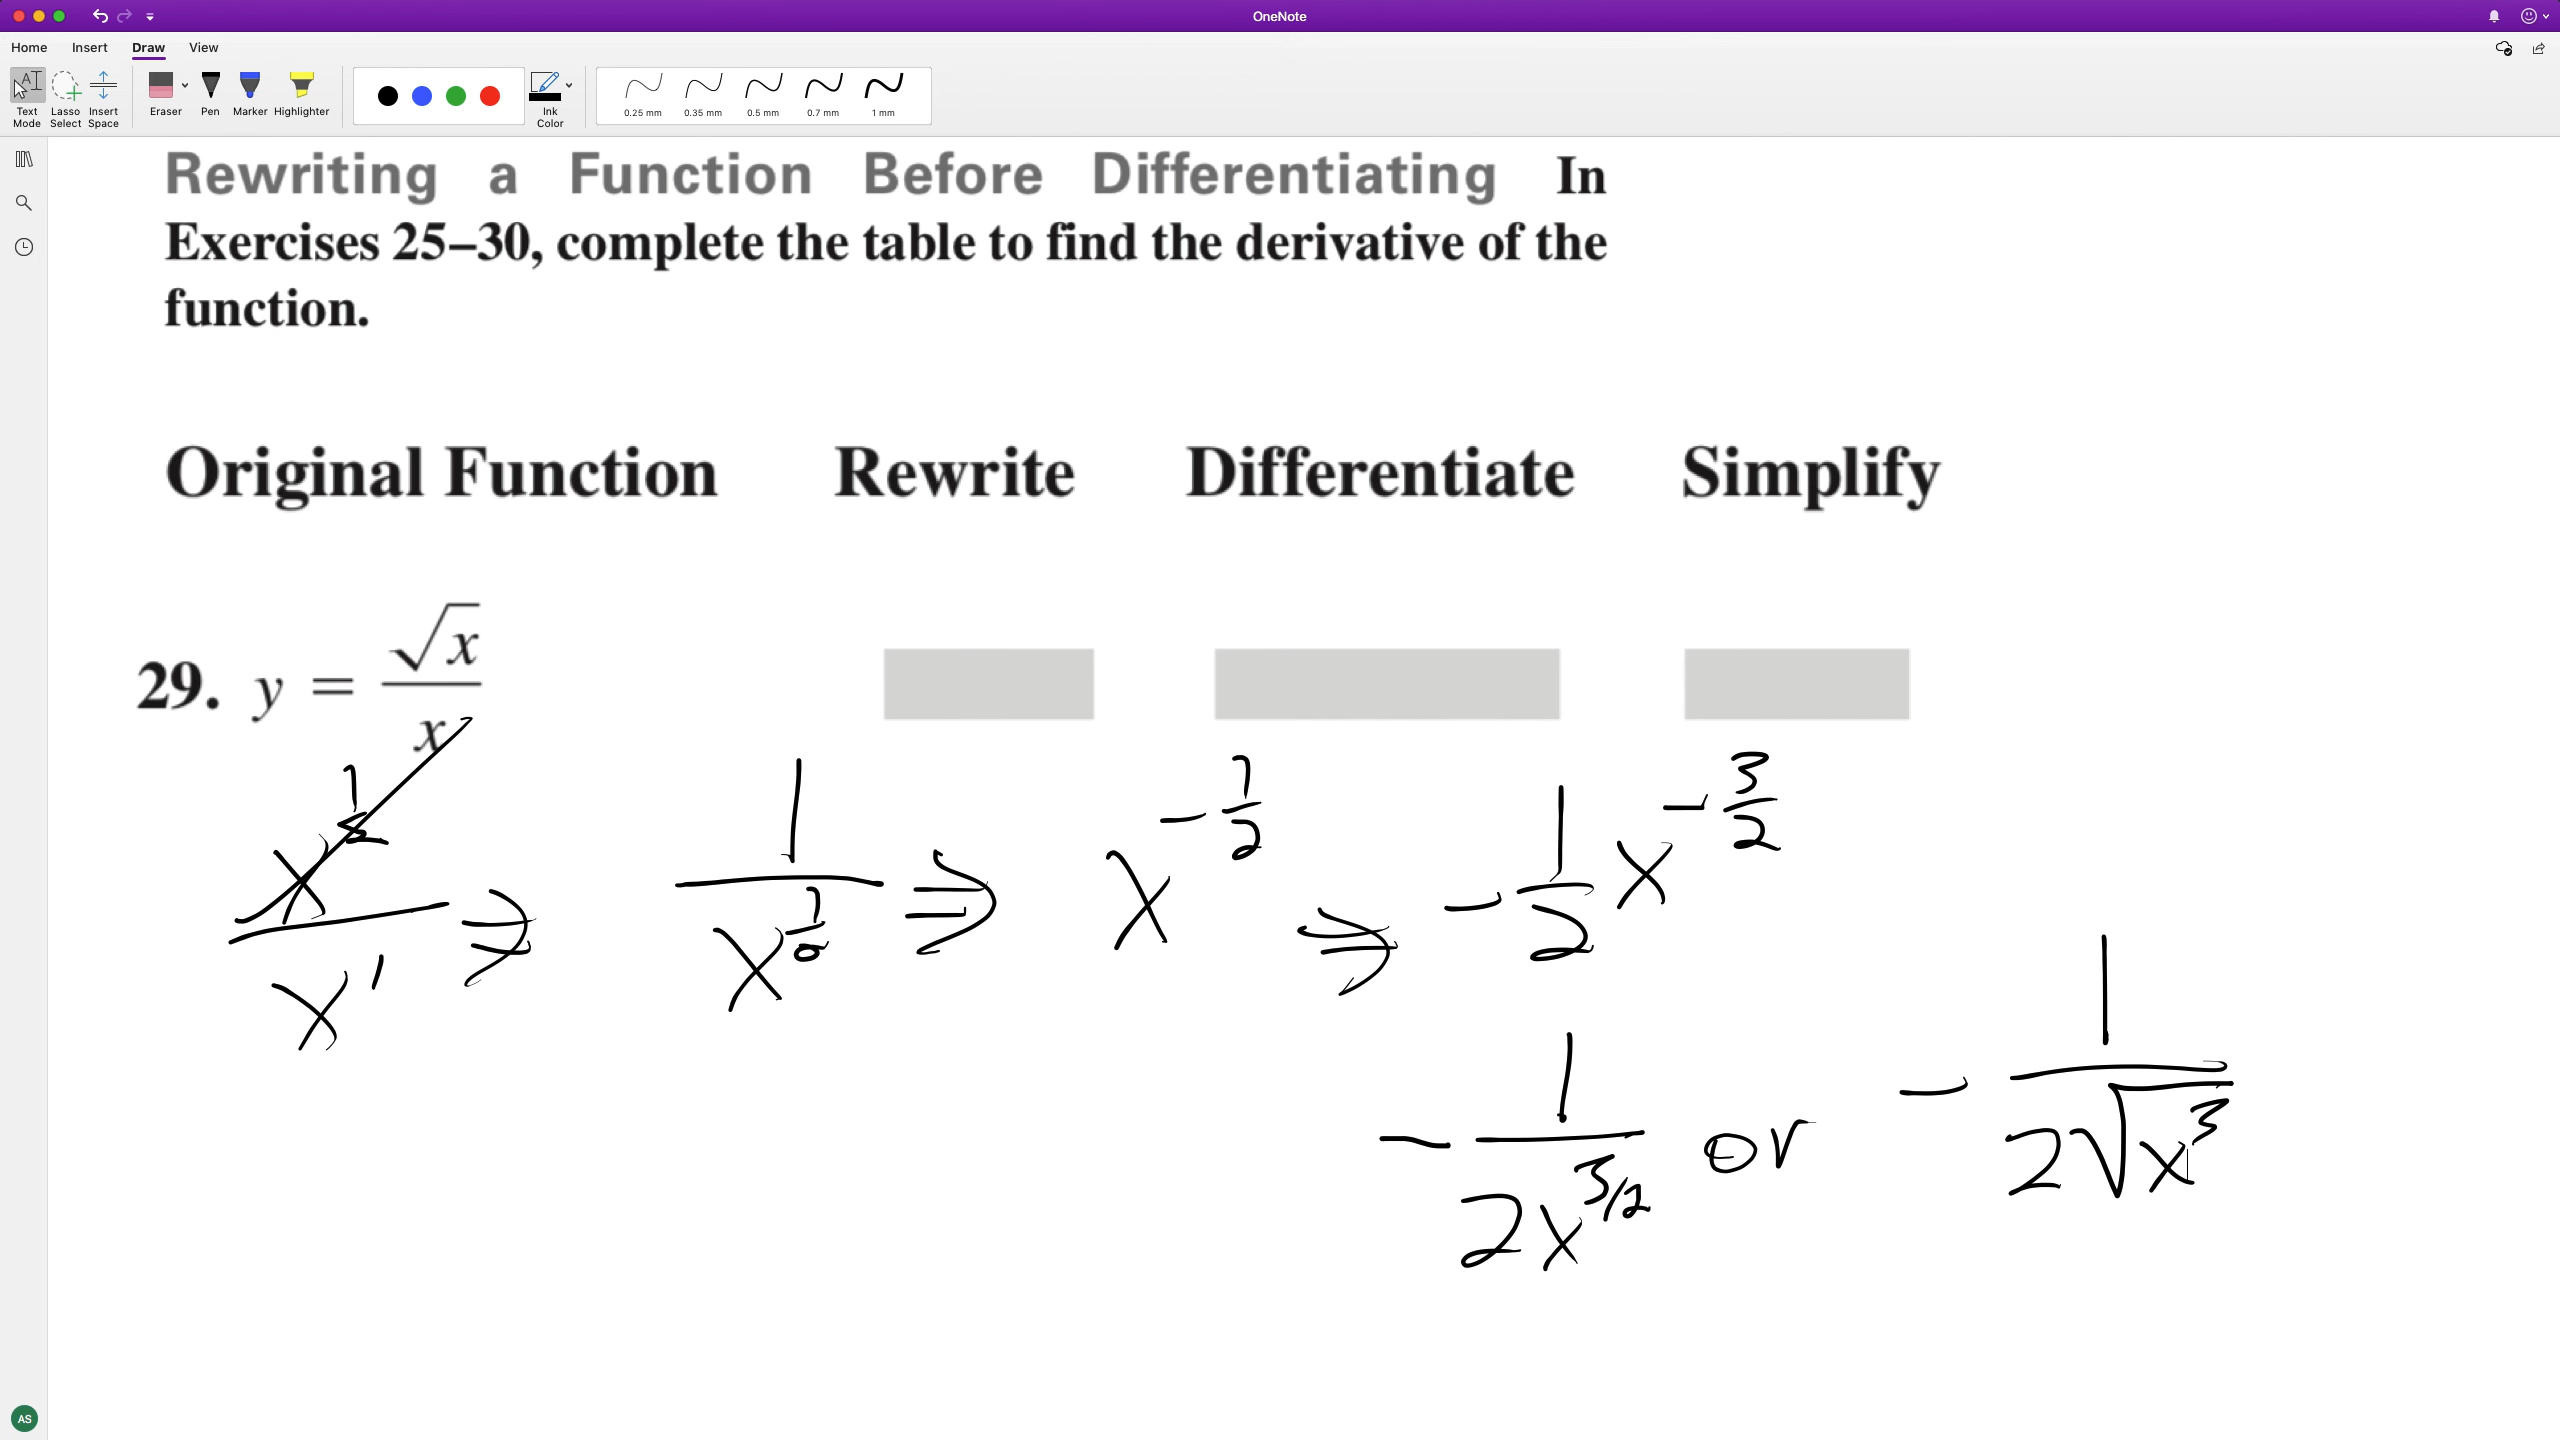 OneNote
Home Insert Draw View
Text Mode Lasso Select Insert Space Eraser Pen Marker Highlighter Ink Color 0.25 mm 0.35 mm 0.5 mm 0.7 mm 1 mm
Rewriting a Function Before Differentiating In
Exercises 25–30, complete the table to find the derivative of the
function.
Original Function Rewrite Differentiate Simplify
29. y = √x / x
x^(1/2) / x^1 ⇒ 1 / x^(1/2) ⇒ x^(-1/2) ⇒ -1/2 x^(-3/2)
- 1 / 2x^(3/2) or - 1 / 2√x^3
AS